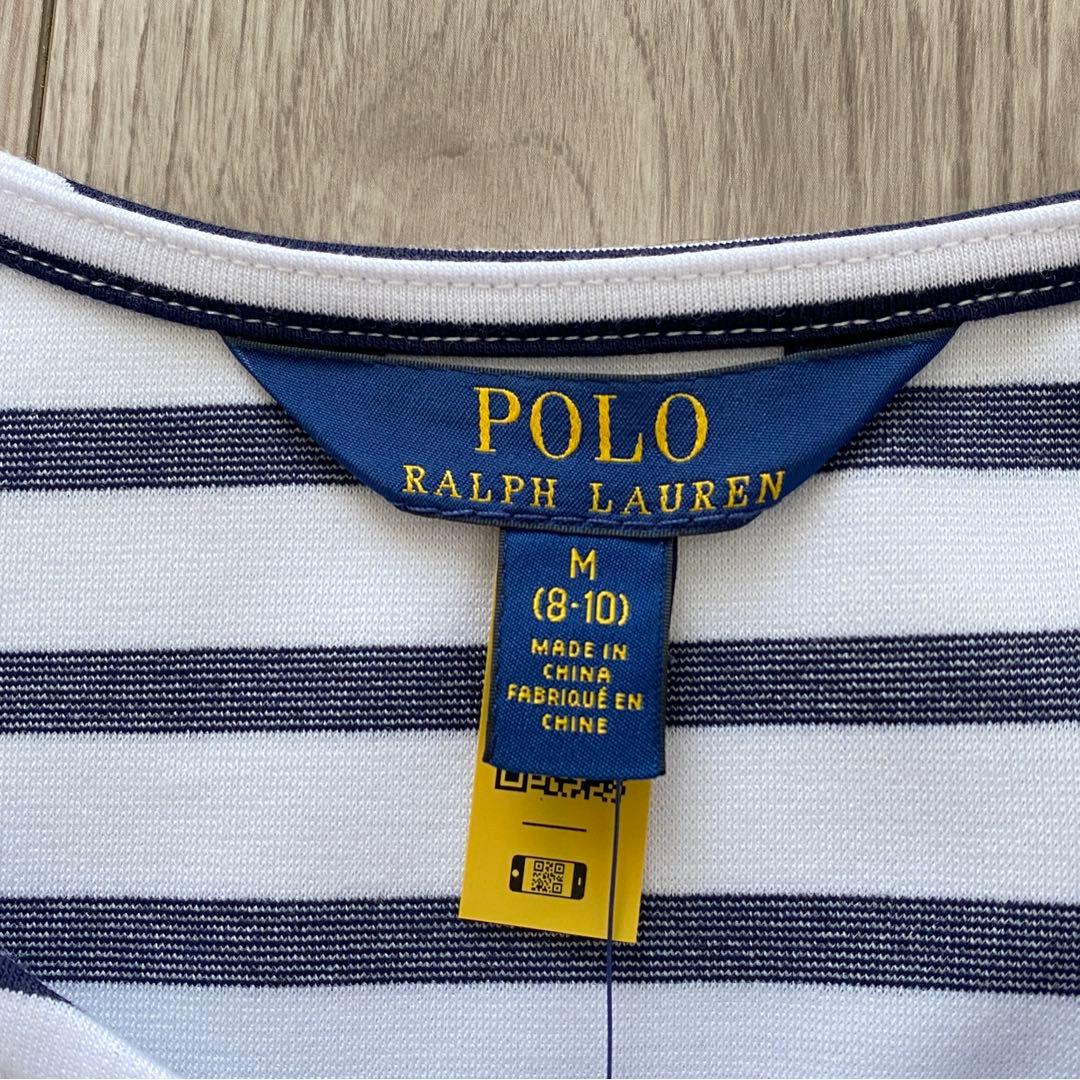 POLO
RALPH LAUREN
M
(8-10)
MADE IN
CHINA
FABRIQUÉ EN
CHINE